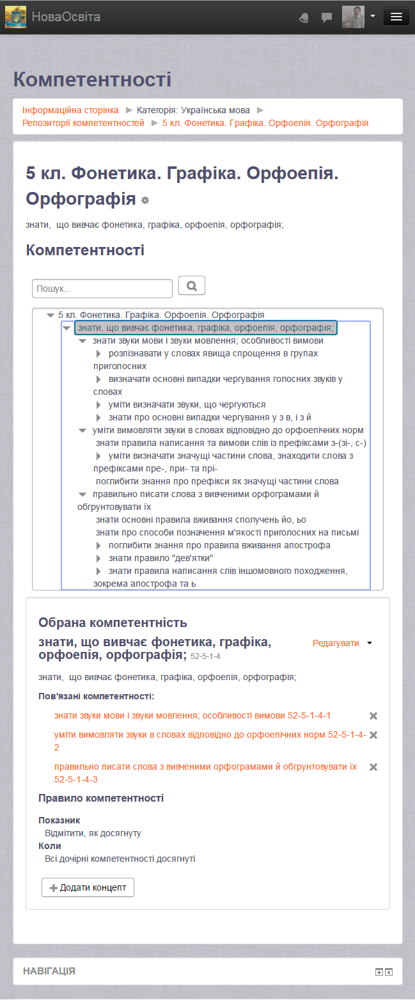 НоваОсвіта
Компетентності
Інформаційна сторінка ► Категорія: Українська мова ►
Репозиторії компетентностей ► 5 кл. Фонетика. Графіка. Орфоепія. Орфографія
5 кл. Фонетика. Графіка. Орфоепія.
Орфографія
знати, що вивчає фонетика, графіка, орфоепія, орфографія;
Компетентності
Пошук...
5 кл. Фонетика. Графіка. Орфоепія. Орфографія
знати, що вивчає фонетика, графіка, орфоепія, орфографія;
знати звуки мови і звуки мовлення; особливості вимови
розпізнавати у словах явища спрощення в групах
приголосних
визначати основні випадки чергування голосних звуків у
словах
уміти визначати звуки, що чергуються
знати про основні випадки чергування у з в, і з й
уміти вимовляти звуки в словах відповідно до орфоепічних норм
знати правила написання та вимови слів із префіксами з-(зі-, с-)
уміти визначати значущі частини слова, знаходити слова з
префіксами пре-, при- та прі-
поглибити знання про префікси як значущі частини слова
правильно писати слова з вивченими орфограмами й
обгрунтовувати їх
знати основні правила вживання сполучень йо, ьо
знати про способи позначення м'якості приголосних на письмі
поглибити знання про правила вживання апострофа
знати правило "дев'ятки"
знати правила написання слів іншомовного походження,
зокрема апострофа та ь
Обрана компетентність
знати, що вивчає фонетика, графіка,
орфоепія, орфографія; 52-5-1-4
Редагувати
знати, що вивчає фонетика, графіка, орфоепія, орфографія;
Пов'язані компетентності:
знати звуки мови і звуки мовлення; особливості вимови 52-5-1-4-1
уміти вимовляти звуки в словах відповідно до орфоепічних норм 52-5-1-4-
2
правильно писати слова з вивченими орфограмами й обгрунтовувати їх
52-5-1-4-3
Правило компетентності
Показник
Відмітити, як досягнуту
Коли
Всі дочірні компетентності досягнуті
Додати концепт
НАВІГАЦІЯ